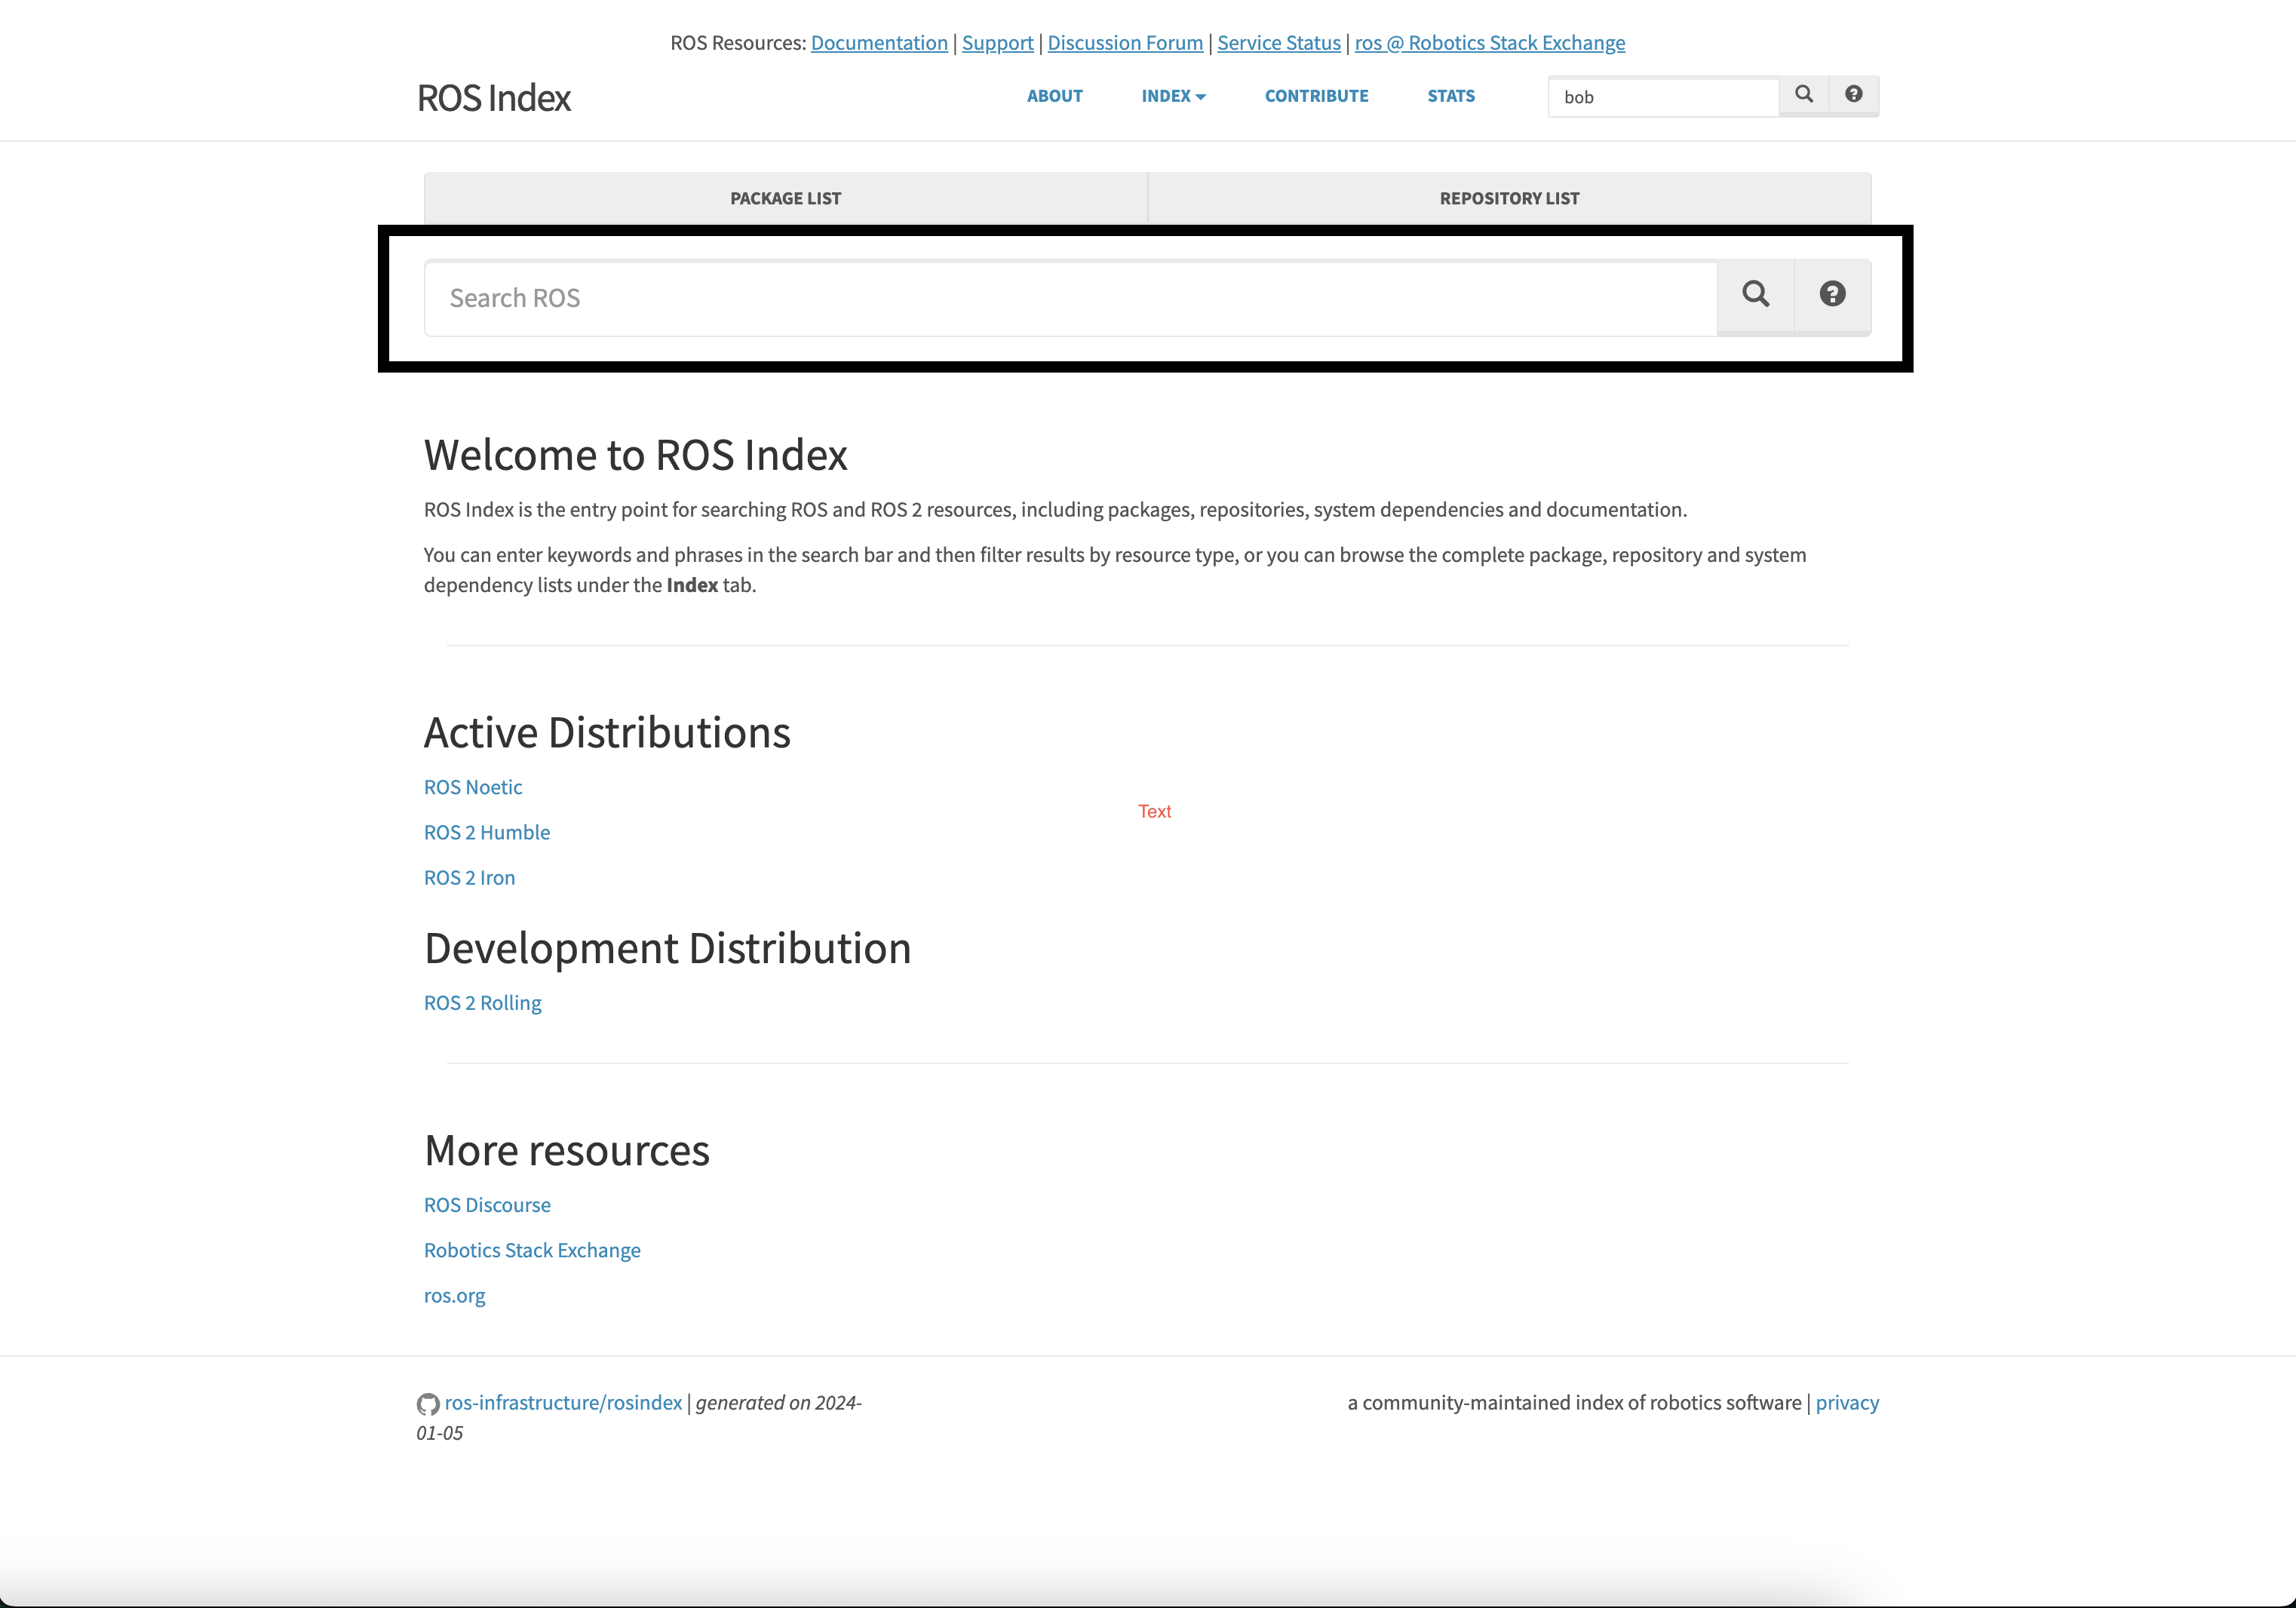 ROS Resources: Documentation | Support | Discussion Forum | Service Status | ros @ Robotics Stack Exchange
ROS Index
ABOUT
INDEX
CONTRIBUTE
STATS
bob
PACKAGE LIST
REPOSITORY LIST
Search ROS
Welcome to ROS Index
ROS Index is the entry point for searching ROS and ROS 2 resources, including packages, repositories, system dependencies and documentation.
You can enter keywords and phrases in the search bar and then filter results by resource type, or you can browse the complete package, repository and system
dependency lists under the Index tab.
Active Distributions
ROS Noetic
Text
ROS 2 Humble
ROS 2 Iron
Development Distribution
ROS 2 Rolling
More resources
ROS Discourse
Robotics Stack Exchange
ros.org
ros-infrastructure/rosindex | generated on 2024-
01-05
a community-maintained index of robotics software | privacy